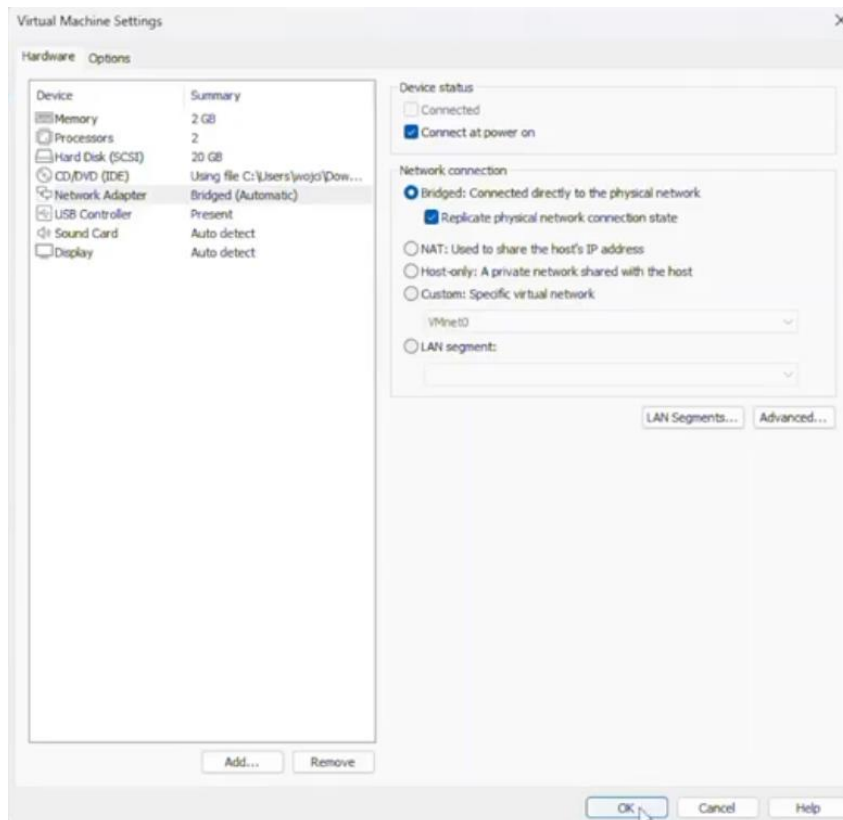 Virtual Machine Settings
Hardware Options
Device Summary
Memory 2 GB
Processors 2
Hard Disk (SCSI) 20 GB
CD/DVD (IDE) Using file C:\Users\wojci\Dow...
Network Adapter Bridged (Automatic)
USB Controller Present
Sound Card Auto detect
Display Auto detect
Add... Remove
Device status
Connected
Connect at power on
Network connection
Bridged: Connected directly to the physical network
Replicate physical network connection state
NAT: Used to share the host's IP address
Host-only: A private network shared with the host
Custom: Specific virtual network
VMnet0
LAN segment:
LAN Segments... Advanced...
OK Cancel Help